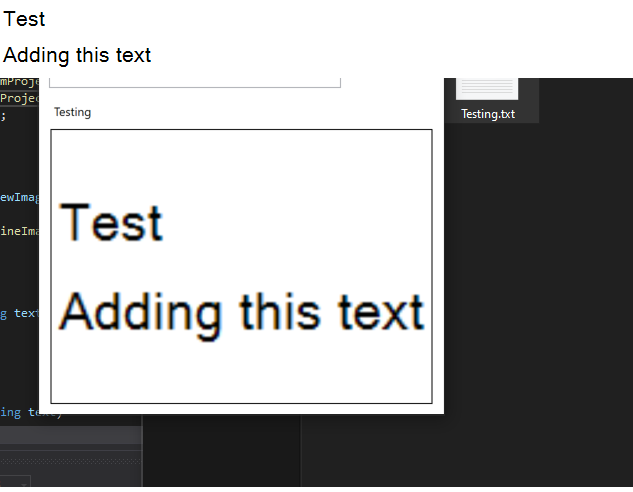 Test
Adding this text
mProje
Projec
;
Testing
Testing.txt
ewImag
ineIma
Test
Adding this text
g text
ing text,